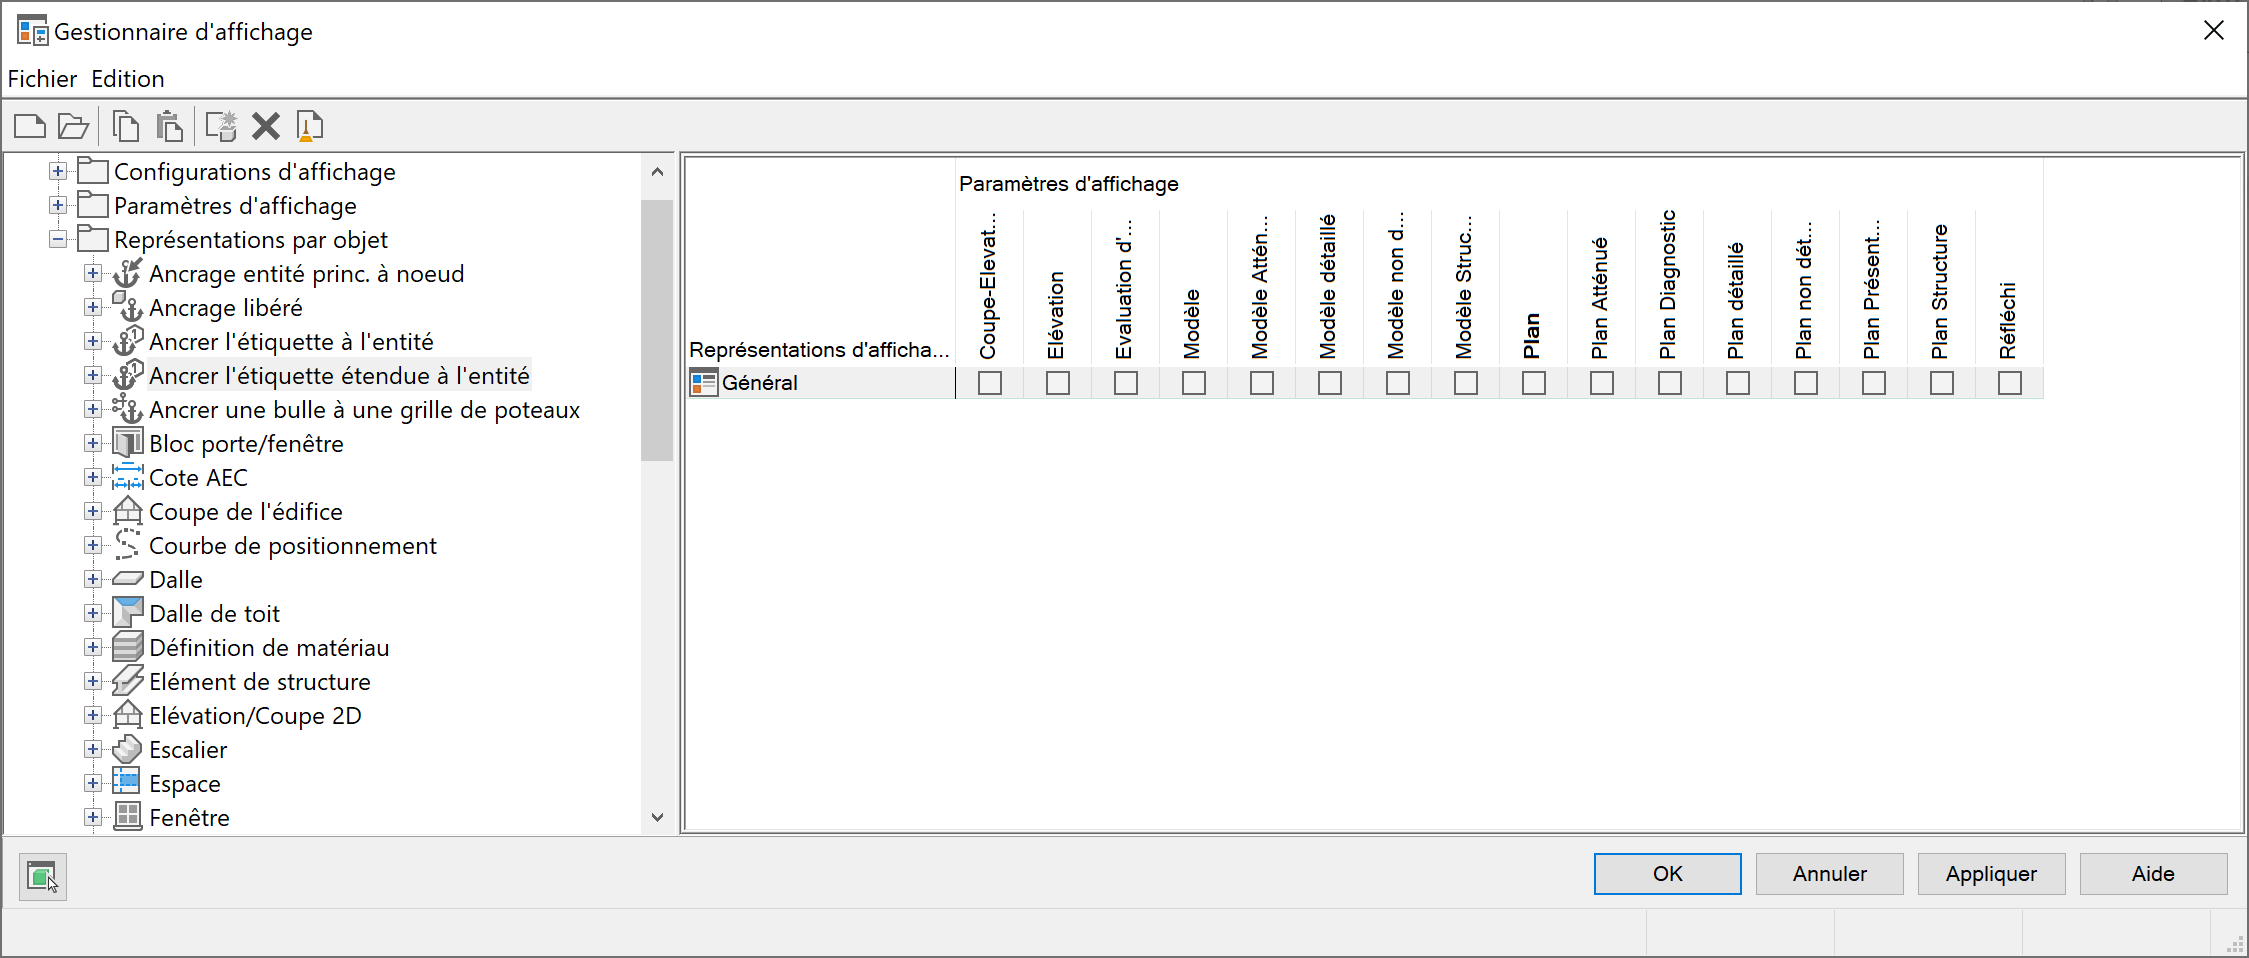 Gestionnaire d'affichage
Fichier Edition
Configurations d'affichage
Paramètres d'affichage
Représentations par objet
Ancrage entité princ. à noeud
Ancrage libéré
Ancrer l'étiquette à l'entité
Ancrer l'étiquette étendue à l'entité
Ancrer une bulle à une grille de poteaux
Bloc porte/fenêtre
Cote AEC
Coupe de l'édifice
Courbe de positionnement
Dalle
Dalle de toit
Définition de matériau
Elément de structure
Elévation/Coupe 2D
Escalier
Espace
Fenêtre
Paramètres d'affichage
Représentations d'afficha...
Coupe-Elevat...
Elévation
Evaluation d'...
Modèle
Modèle Attén...
Modèle détaillé
Modèle non d...
Modèle Struc...
Plan
Plan Atténué
Plan Diagnostic
Plan détaillé
Plan non dét...
Plan Présent...
Plan Structure
Réfléchi
Général
OK Annuler Appliquer Aide